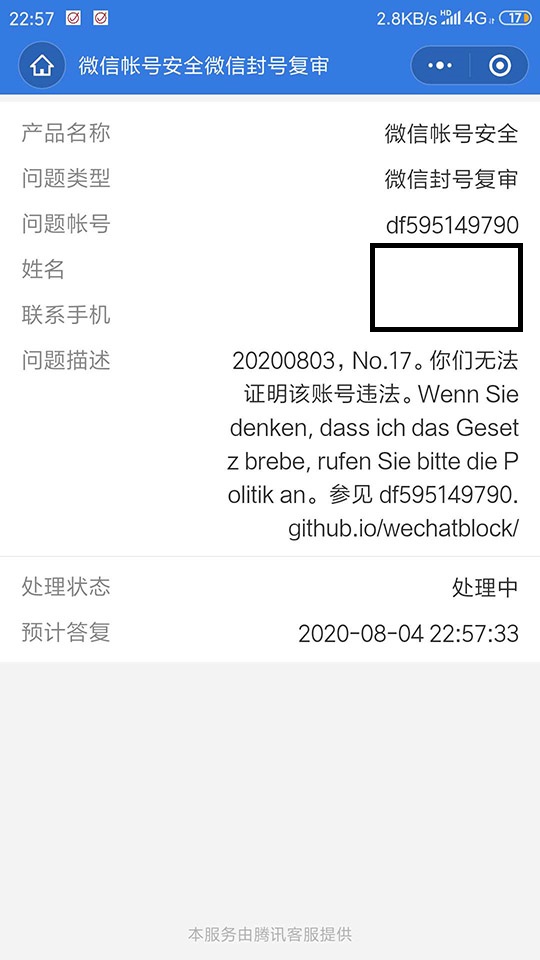 22:57 2.8KB/s HD 4G 17
微信帐号安全微信封号复审
产品名称 微信帐号安全
问题类型 微信封号复审
问题帐号 df595149790
姓名
联系手机
问题描述 20200803，No.17。你们无法
证明该账号违法。Wenn Sie
denken, dass ich das Geset
z brebe, rufen Sie bitte die P
olitik an。参见 df595149790.
github.io/wechatblock/
处理状态 处理中
预计答复 2020-08-04 22:57:33
本服务由腾讯客服提供